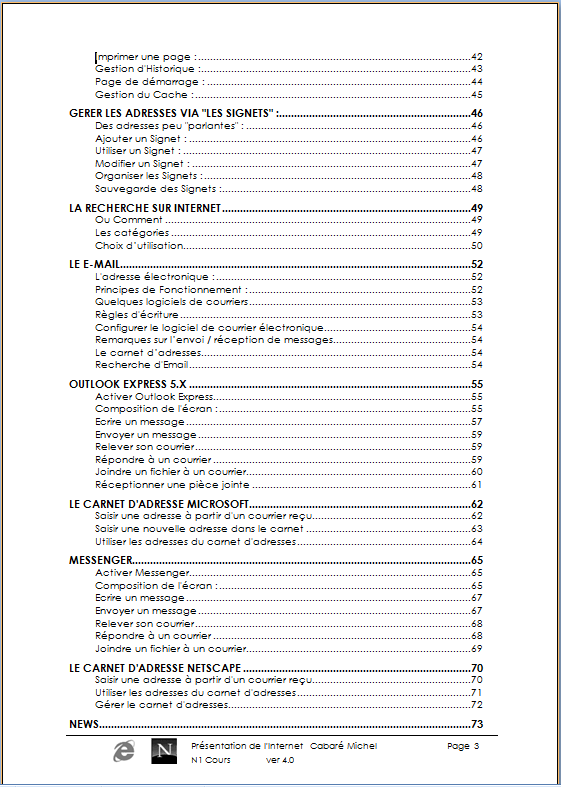 Imprimer une page :.....42
Gestion d'Historique :.....43
Page de démarrage :.....44
Gestion du Cache :.....45
GERER LES ADRESSES VIA "LES SIGNETS" :.....46
Des adresses peu "parlantes" :.....46
Ajouter un Signet :.....46
Utiliser un Signet :.....47
Modifier un Signet :.....47
Organiser les Signets :.....48
Sauvegarde des Signets :.....48
LA RECHERCHE SUR INTERNET.....49
Ou Comment.....49
Les catégories.....49
Choix d'utilisation.....50
LE E-MAIL.....52
L'adresse électronique :.....52
Principes de Fonctionnement :.....52
Quelques logiciels de courriers.....53
Règles d'écriture.....53
Configurer le logiciel de courrier électronique.....54
Remarques sur l'envoi / réception de messages.....54
Le carnet d'adresses.....54
Recherche d'Email.....54
OUTLOOK EXPRESS 5.X.....55
Activer Outlook Express.....55
Composition de l'écran :.....55
Ecrire un message.....57
Envoyer un message.....59
Relever son courrier.....59
Répondre à un courrier.....59
Joindre un fichier à un courrier.....60
Réceptionner une pièce jointe.....61
LE CARNET D'ADRESSE MICROSOFT.....62
Saisir une adresse à partir d'un courrier reçu.....62
Saisir une nouvelle adresse dans le carnet.....63
Utiliser les adresses du carnet d'adresses.....64
MESSENGER.....65
Activer Messenger.....65
Composition de l'écran :.....65
Ecrire un message.....67
Envoyer un message.....67
Relever son courrier.....68
Répondre à un courrier.....68
Joindre un fichier à un courrier.....69
LE CARNET D'ADRESSE NETSCAPE.....70
Saisir une adresse à partir d'un courrier reçu.....70
Utiliser les adresses du carnet d'adresses.....71
Gérer le carnet d'adresses.....72
NEWS.....73
N Présentation de l'Internet Cabaré Michel Page 3
N1 Cours ver 4.0